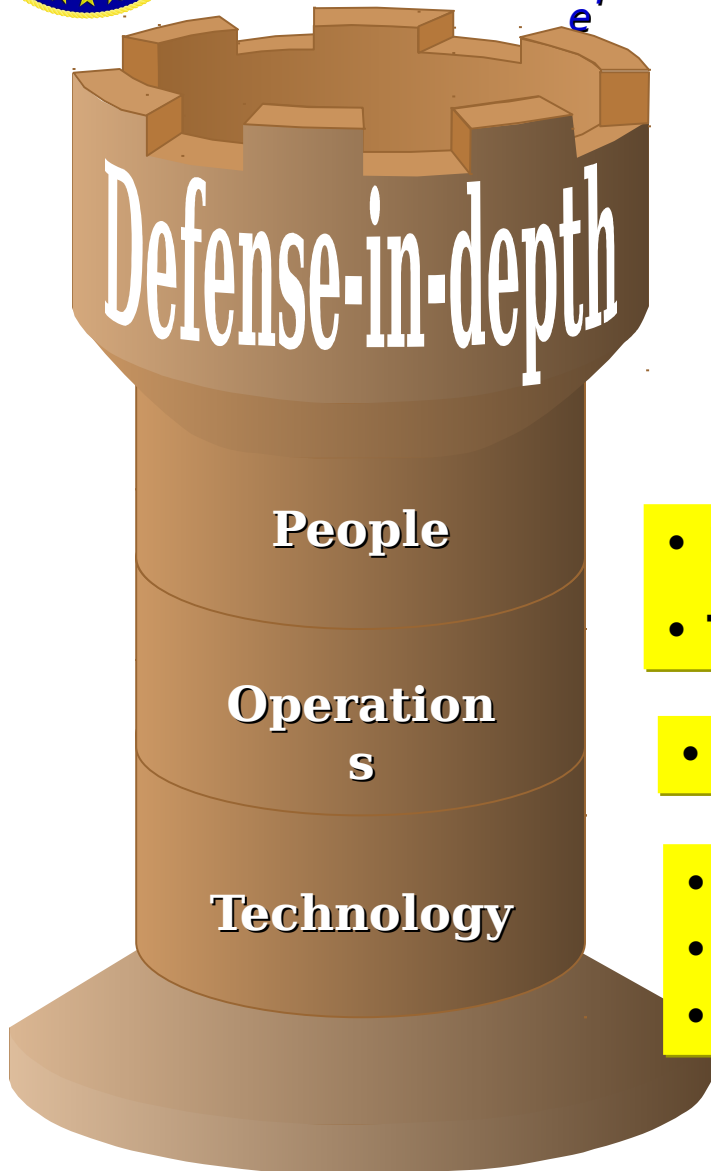 e
Defense-in-depth
People
•
•
Operation
s
•
Technology
•
•
•